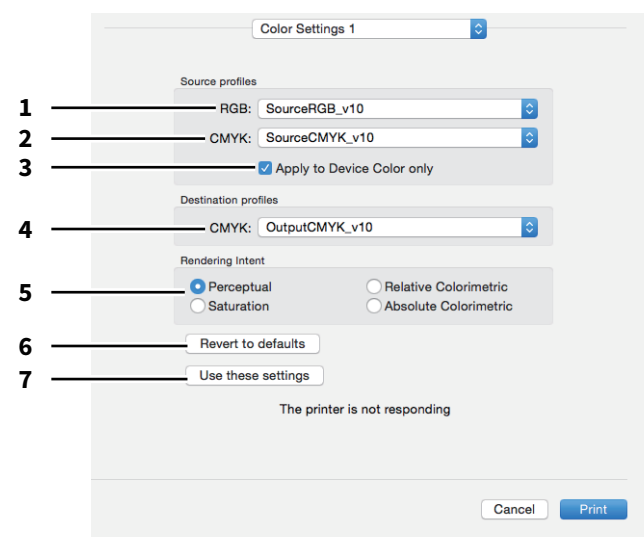 Color Settings 1
Source profiles
1 RGB: SourceRGB_v10
2 CMYK: SourceCMYK_v10
3 Apply to Device Color only
Destination profiles
4 CMYK: OutputCMYK_v10
Rendering Intent
5 Perceptual Relative Colorimetric
Saturation Absolute Colorimetric
6 Revert to defaults
7 Use these settings
The printer is not responding
Cancel Print